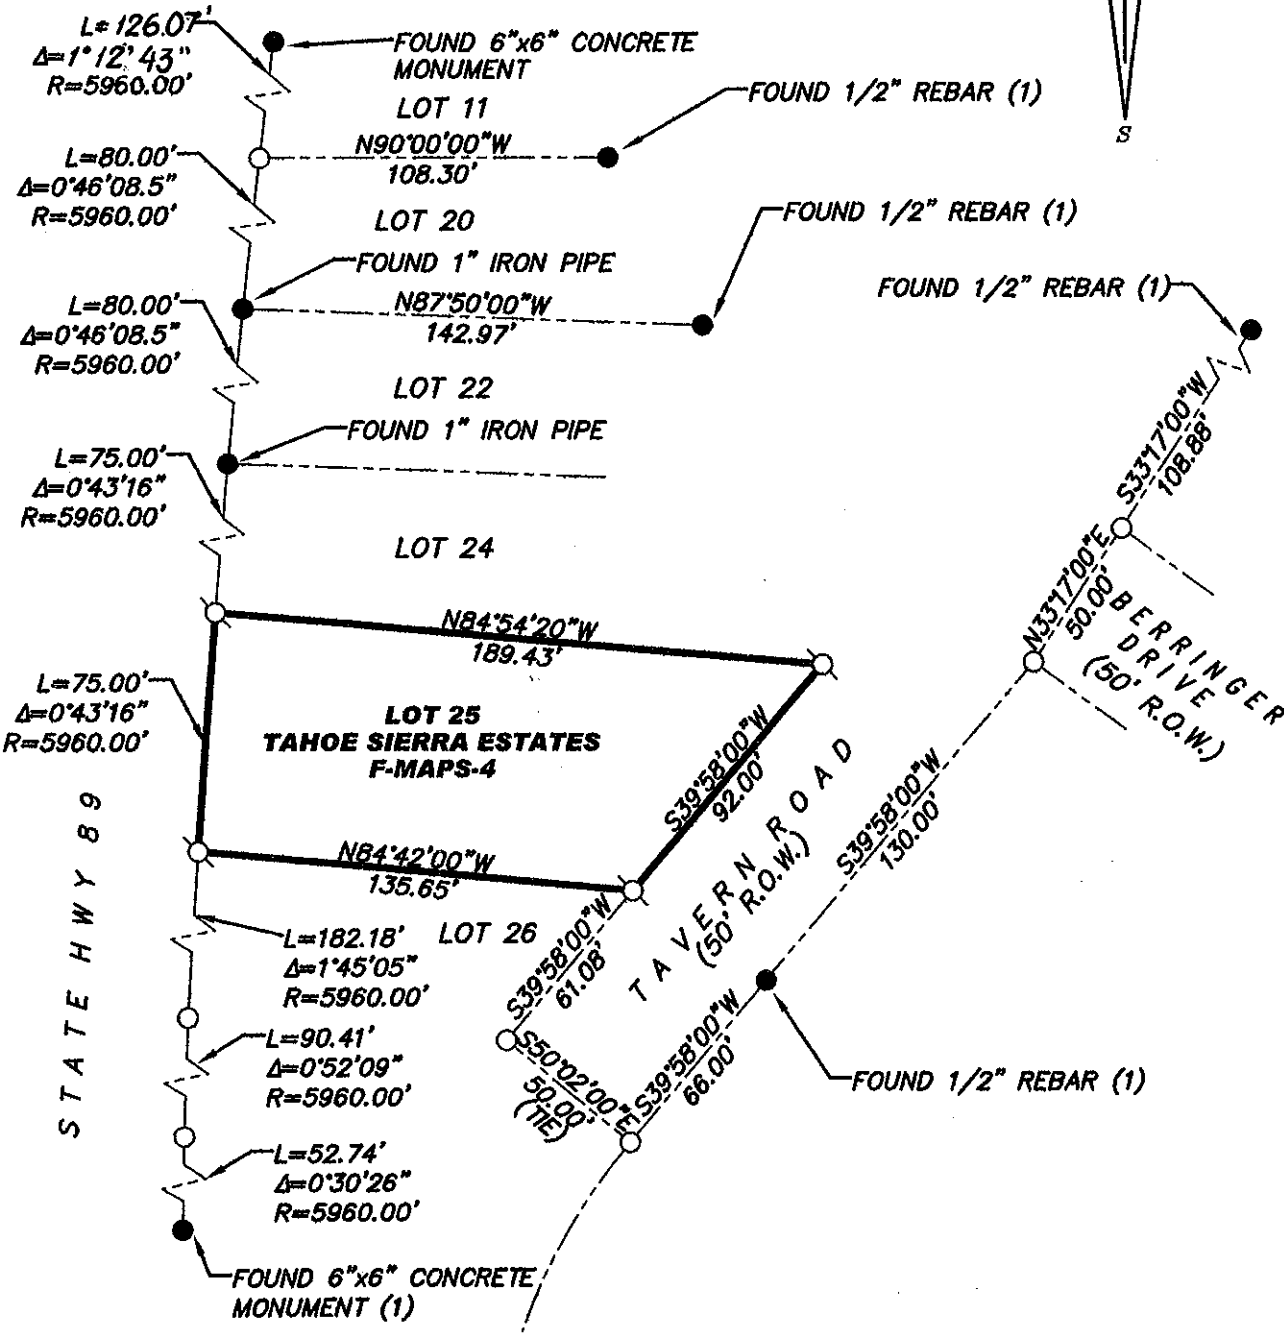 L=126.07'
Δ=1°12'43"
R=5960.00'
FOUND 6"x6" CONCRETE
MONUMENT
LOT 11
FOUND 1/2" REBAR (1)
S
N90°00'00"W
108.30'
L=80.00'
Δ=0°46'08.5"
R=5960.00'
LOT 20
FOUND 1/2" REBAR (1)
FOUND 1" IRON PIPE
N87°50'00"W
142.97'
FOUND 1/2" REBAR (1)
L=80.00'
Δ=0°46'08.5"
R=5960.00'
LOT 22
FOUND 1" IRON PIPE
S33°17'00"W
108.88'
L=75.00'
Δ=0°43'16"
R=5960.00'
LOT 24
N33°17'00"E
50.00'
BERRINGER
DRIVE
(50' R.O.W.)
N84°54'20"W
189.43'
L=75.00'
Δ=0°43'16"
R=5960.00'
LOT 25
TAHOE SIERRA ESTATES
F-MAPS-4
S39°58'00"W
92.00'
TAVERN ROAD
(50' R.O.W.)
S39°58'00"W
130.00'
STATE HWY 89
N84°42'00"W
135.65'
LOT 26
L=182.18'
Δ=1°45'05"
R=5960.00'
S39°58'00"W
61.08'
S50°02'00"E
50.00'
(TIE)
S39°58'00"W
66.00'
FOUND 1/2" REBAR (1)
L=90.41'
Δ=0°52'09"
R=5960.00'
L=52.74'
Δ=0°30'26"
R=5960.00'
FOUND 6"x6" CONCRETE
MONUMENT (1)